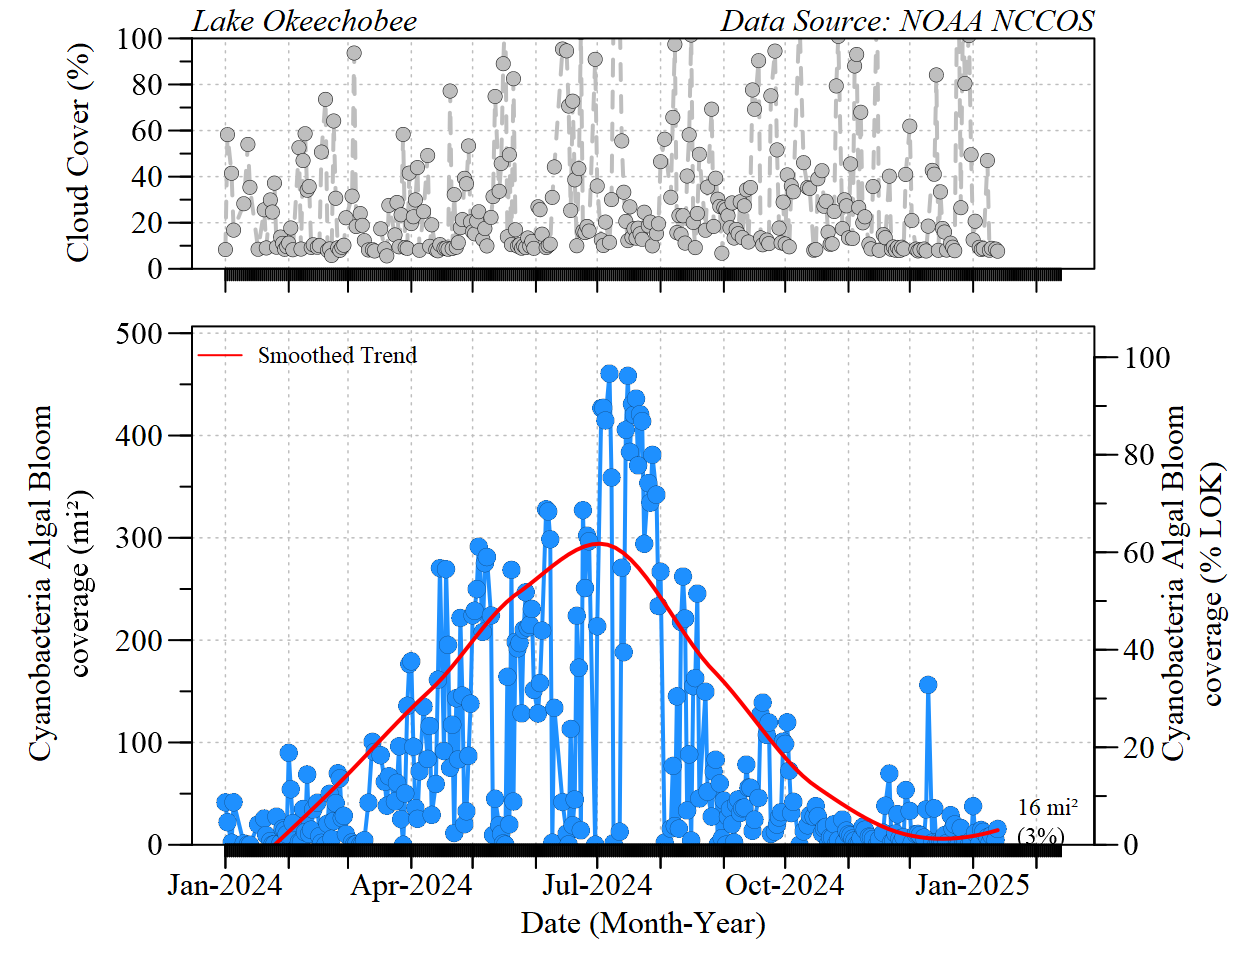 Lake Okeechobee Data Source: NOAA NCCOS
Cloud Cover (%)
100
80
60
40
20
0
Smoothed Trend
Cyanobacteria Algal Bloom
coverage (mi²)
500
400
300
200
100
0
100
80
60
40
20
0
Cyanobacteria Algal Bloom
coverage (% LOK)
16 mi²
(3%)
Jan-2024 Apr-2024 Jul-2024 Oct-2024 Jan-2025
Date (Month-Year)